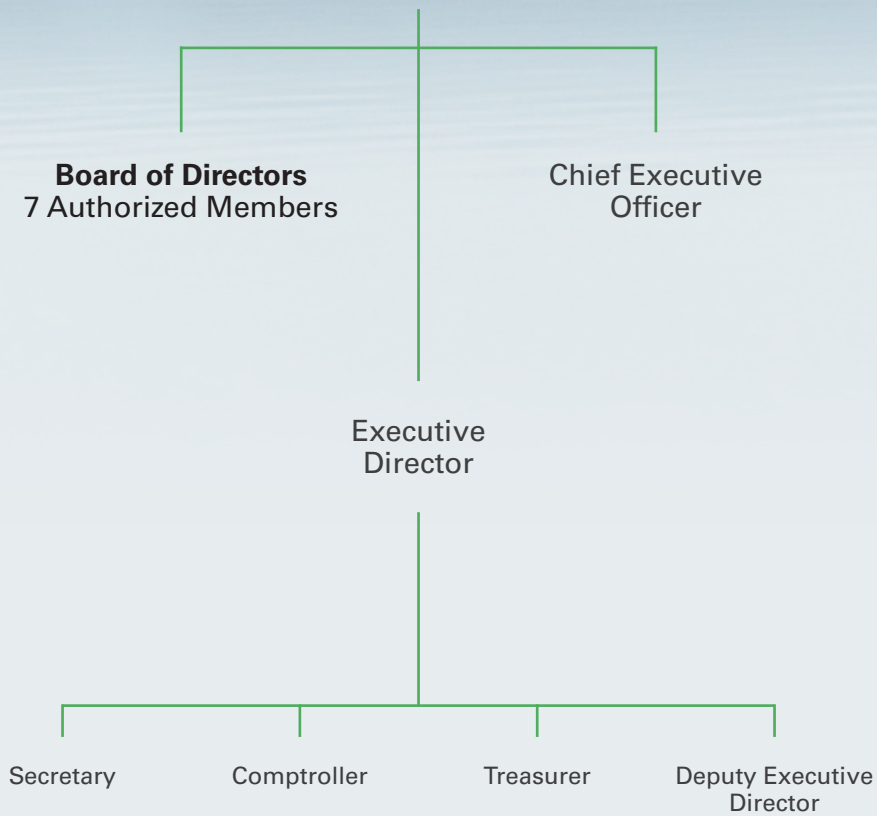 Board of Directors
7 Authorized Members
Chief Executive
Officer
Executive
Director
Secretary
Comptroller
Treasurer
Deputy Executive
Director